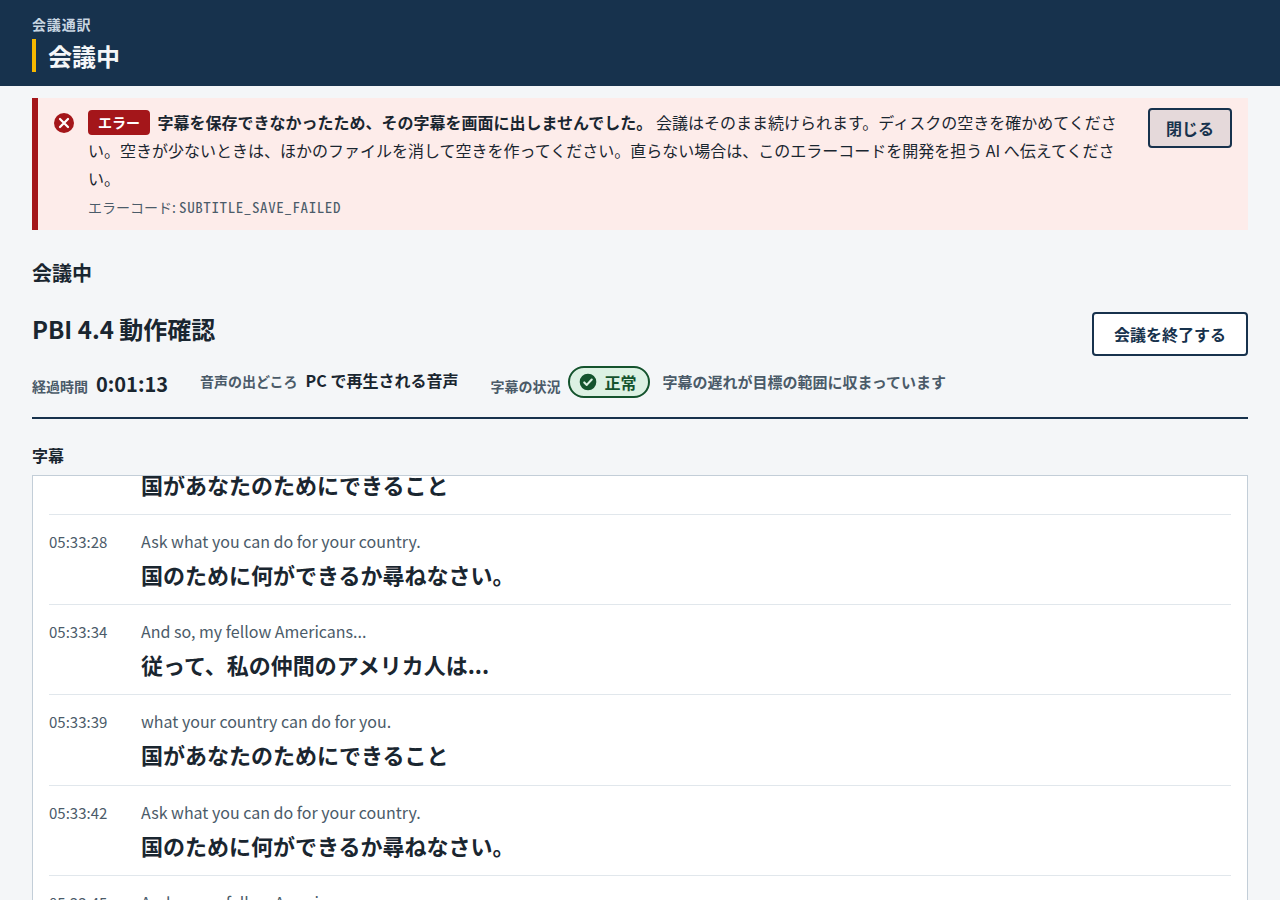 会議通訳
会議中
エラー 字幕を保存できなかったため、その字幕を画面に出しませんでした。 会議はそのまま続けられます。ディスクの空きを確かめてくださ
い。空きが少ないときは、ほかのファイルを消して空きを作ってください。直らない場合は、このエラーコードを開発を担う AI へ伝えてくださ
い。
エラーコード: SUBTITLE_SAVE_FAILED
閉じる
会議中
PBI 4.4 動作確認
会議を終了する
経過時間 0:01:13 音声の出どころ PC で再生される音声 字幕の状況 正常 字幕の遅れが目標の範囲に収まっています
字幕
国があなたのためにできること
05:33:28 Ask what you can do for your country.
国のために何ができるか尋ねなさい。
05:33:34 And so, my fellow Americans...
従って、私の仲間のアメリカ人は...
05:33:39 what your country can do for you.
国があなたのためにできること
05:33:42 Ask what you can do for your country.
国のために何ができるか尋ねなさい。